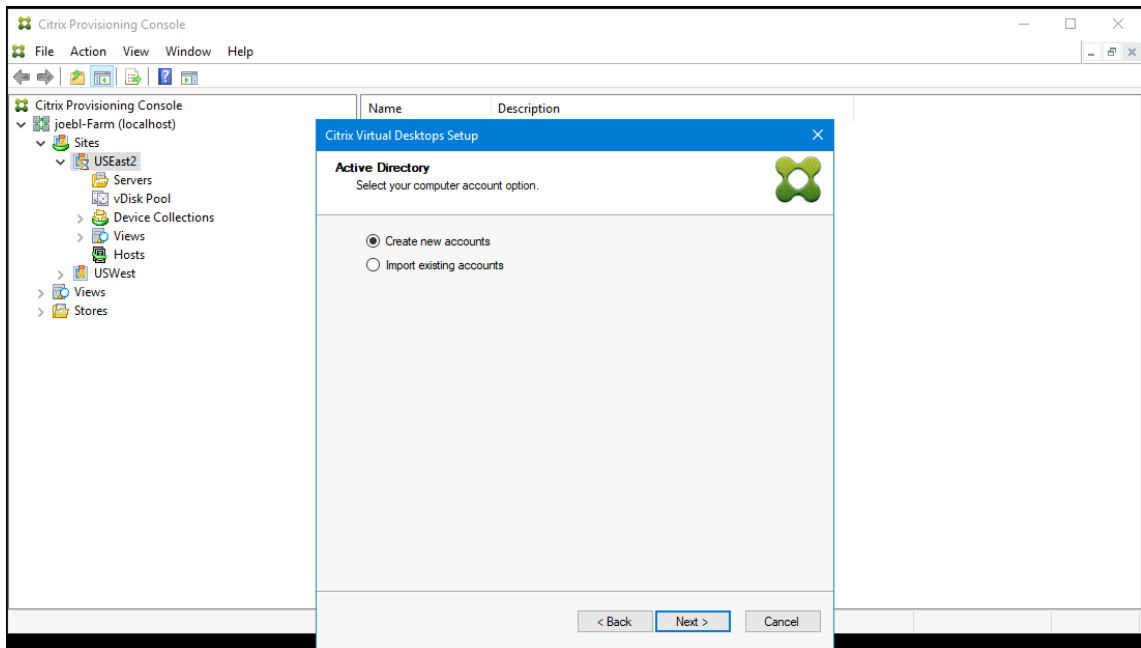 Citrix Provisioning Console
File Action View Window Help
Citrix Provisioning Console
joebl-Farm (localhost)
Sites
USEast2
Servers
vDisk Pool
Device Collections
Views
Hosts
USWest
Views
Stores
Name Description
Citrix Virtual Desktops Setup
Active Directory
Select your computer account option.
Create new accounts
Import existing accounts
< Back Next > Cancel